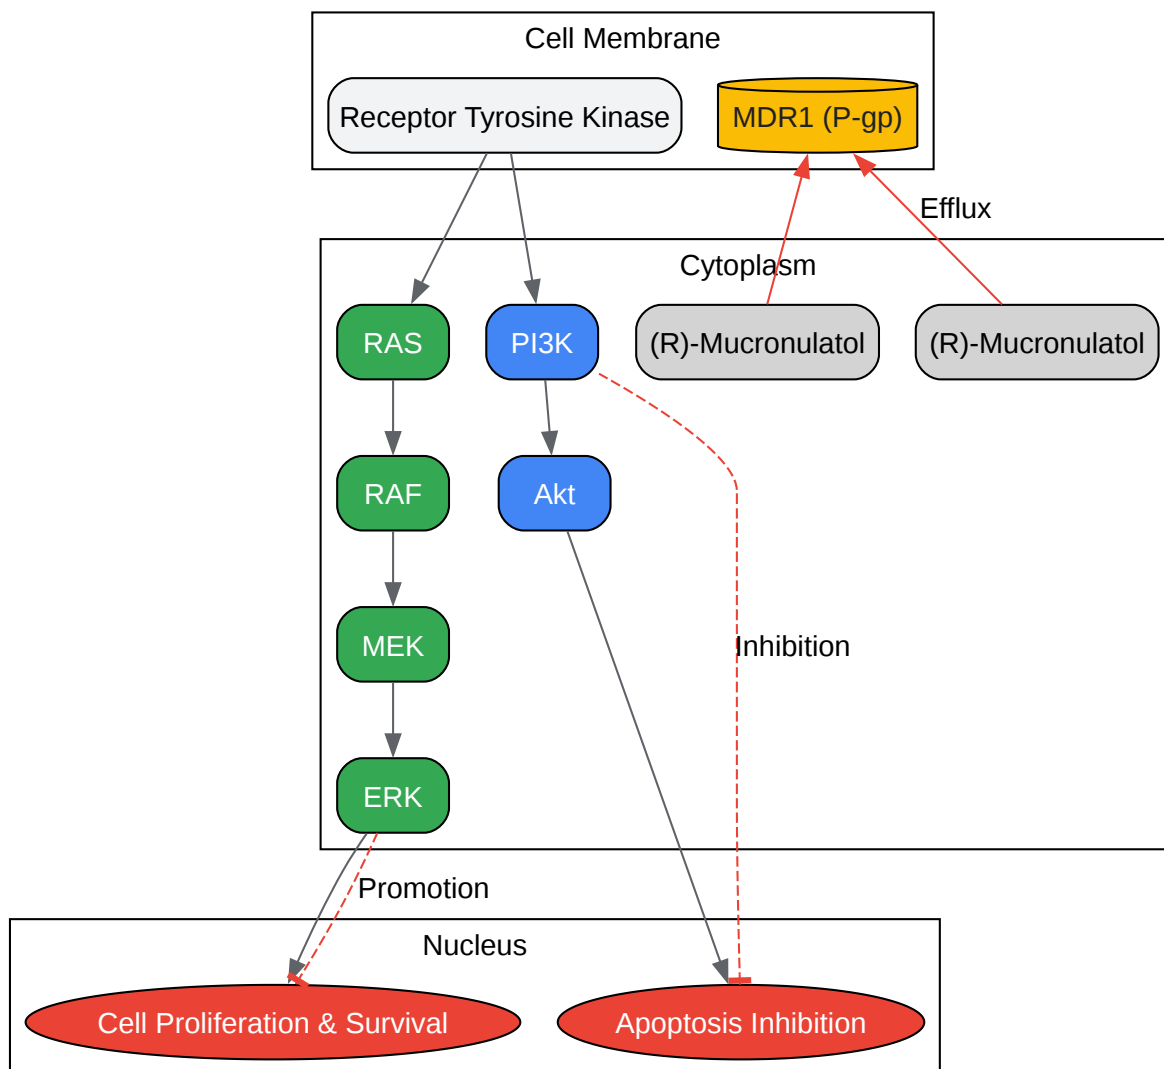 Cell Membrane
Receptor Tyrosine Kinase
MDR1 (P-gp)
Efflux
Cytoplasm
RAS
PI3K
(R)-Mucronulatol
(R)-Mucronulatol
RAF
Akt
MEK
Inhibition
ERK
Promotion
Nucleus
Cell Proliferation & Survival
Apoptosis Inhibition